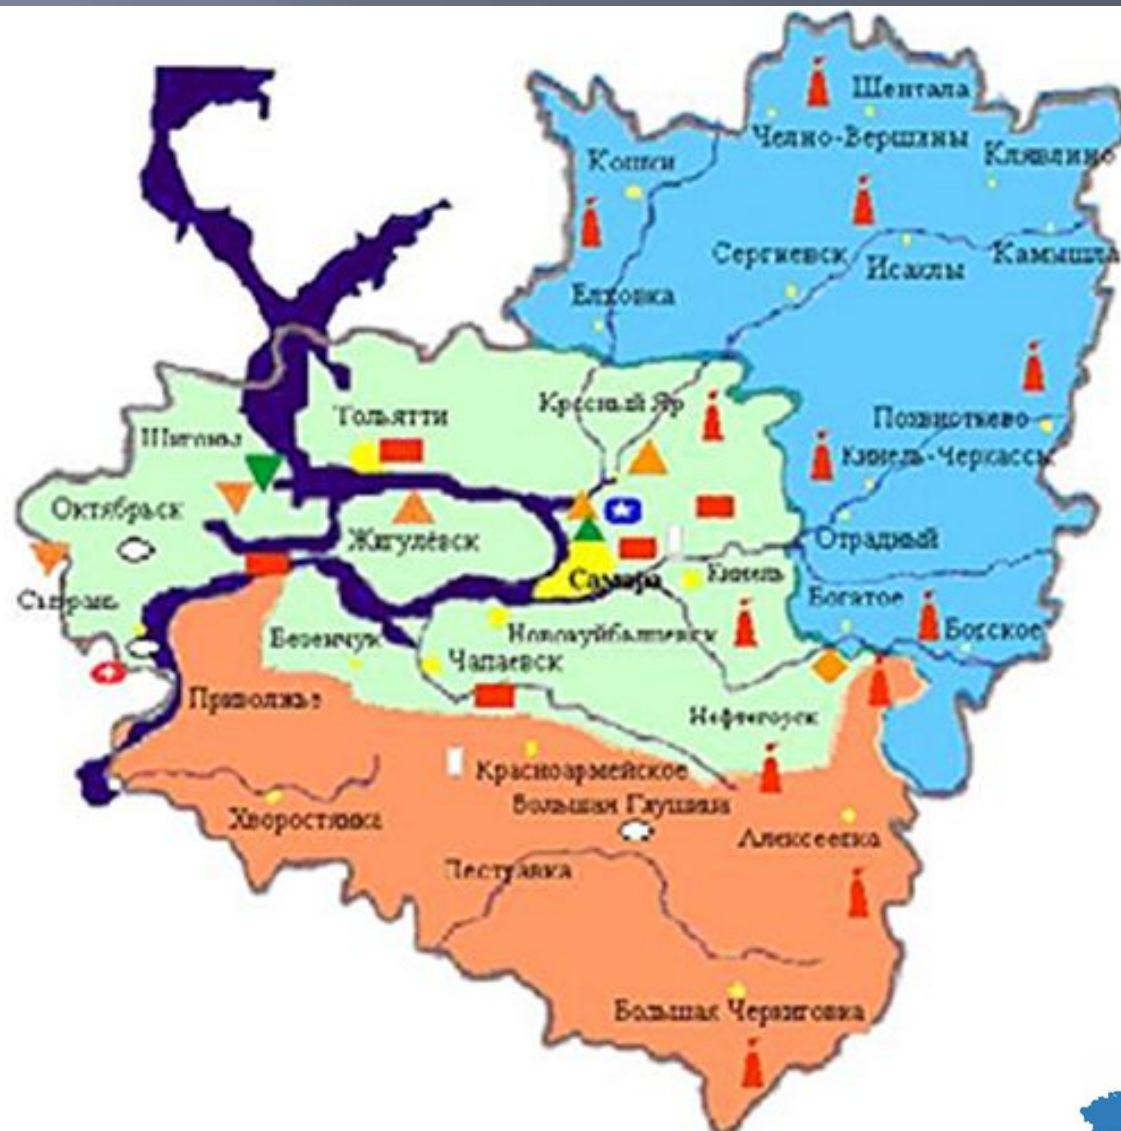 Шентала
Челно-Вершины
Клявлино
Кошки
Сергиевск
Исаклы
Камышла
Елховка
Красный Яр
Тольятти
Похвистнево
Шигоны
Кинель-Черкассы
Октябрьск
Жигулёвск
Отрадный
Самара
Кинель
Сызрань
Богатое
Безенчук
Новокуйбышевск
Борское
Чапаевск
Приволжье
Нефтегорск
Красноармейское
Большая Глушица
Хворостянка
Алексеевка
Пестравка
Большая Черниговка